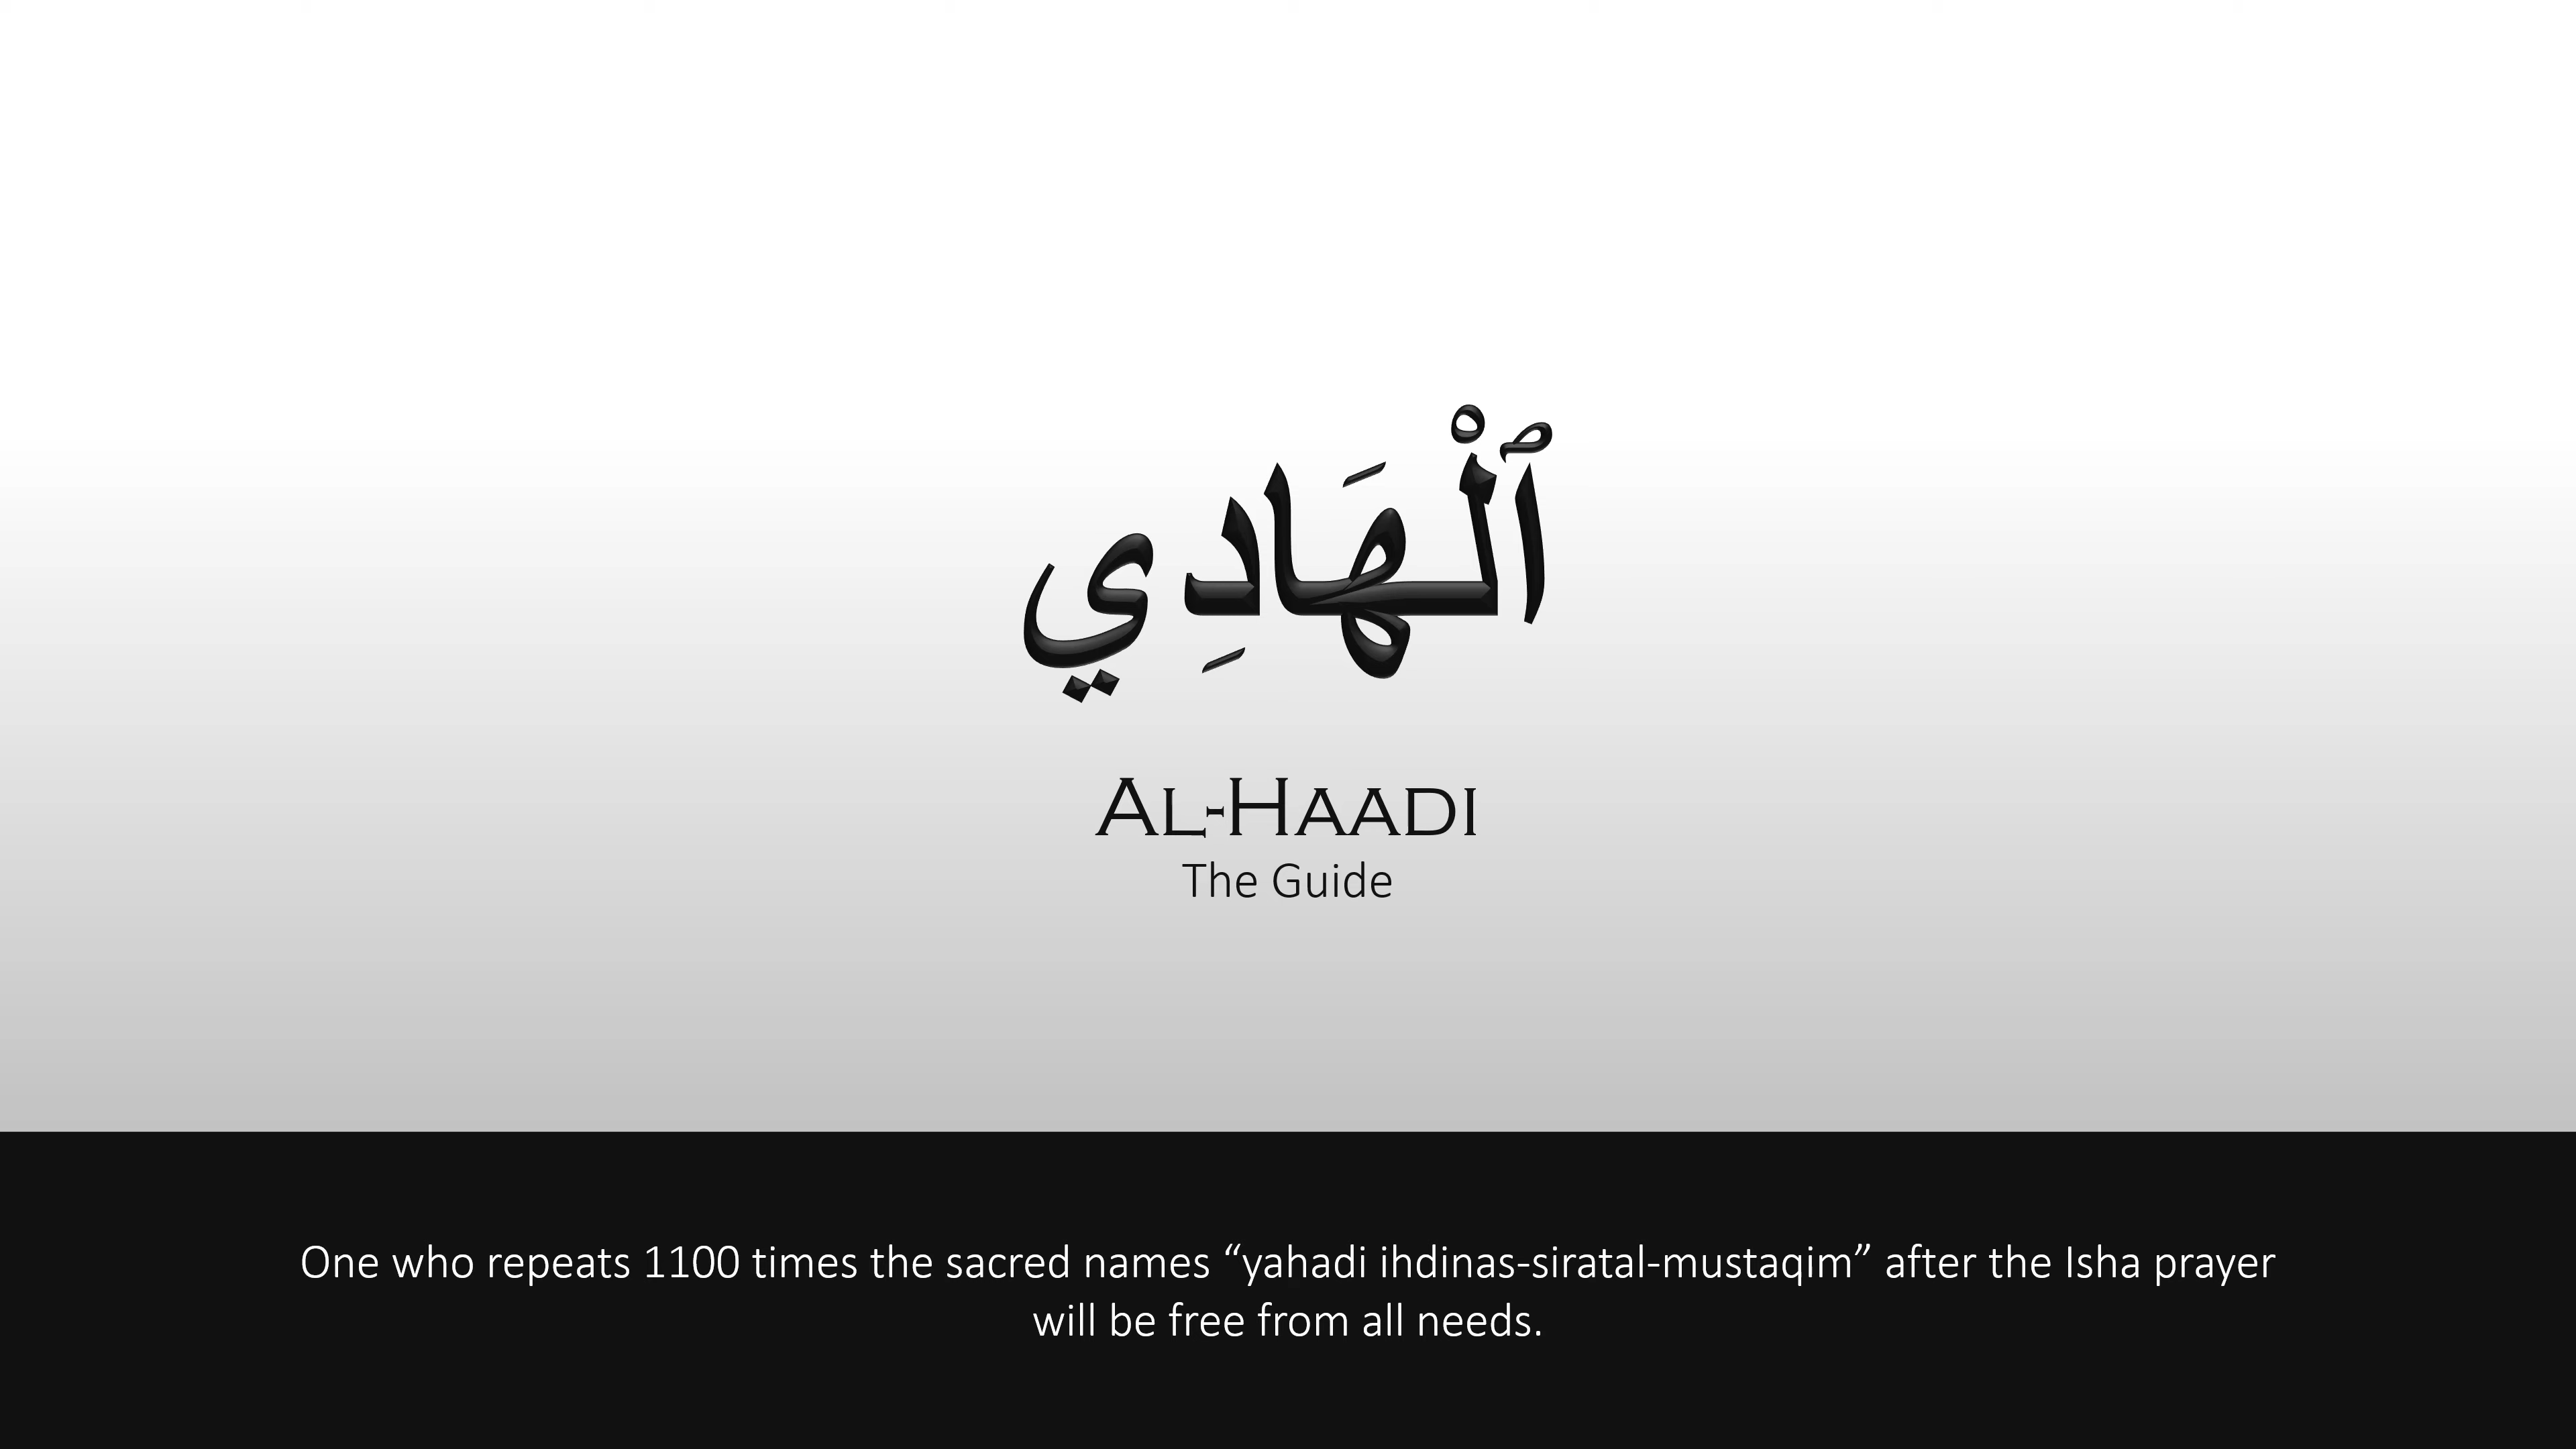 ٱلْهَادِي
AL-HAADI
The Guide
One who repeats 1100 times the sacred names “yahadi ihdinas-siratal-mustaqim” after the Isha prayer
will be free from all needs.